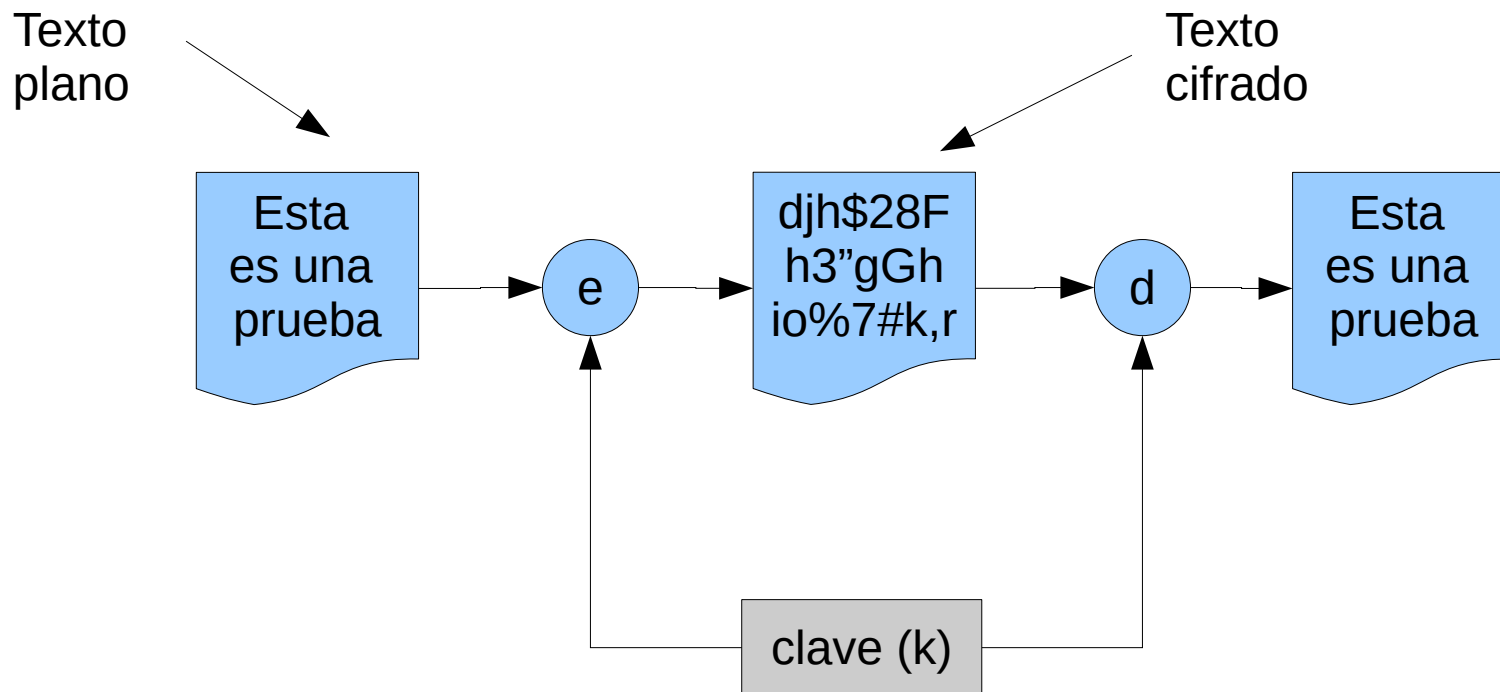 Texto
plano
Texto
cifrado
Esta
es una
prueba
e
djh$28F
h3”gGh
io%7#k,r
d
Esta
es una
prueba
clave (k)